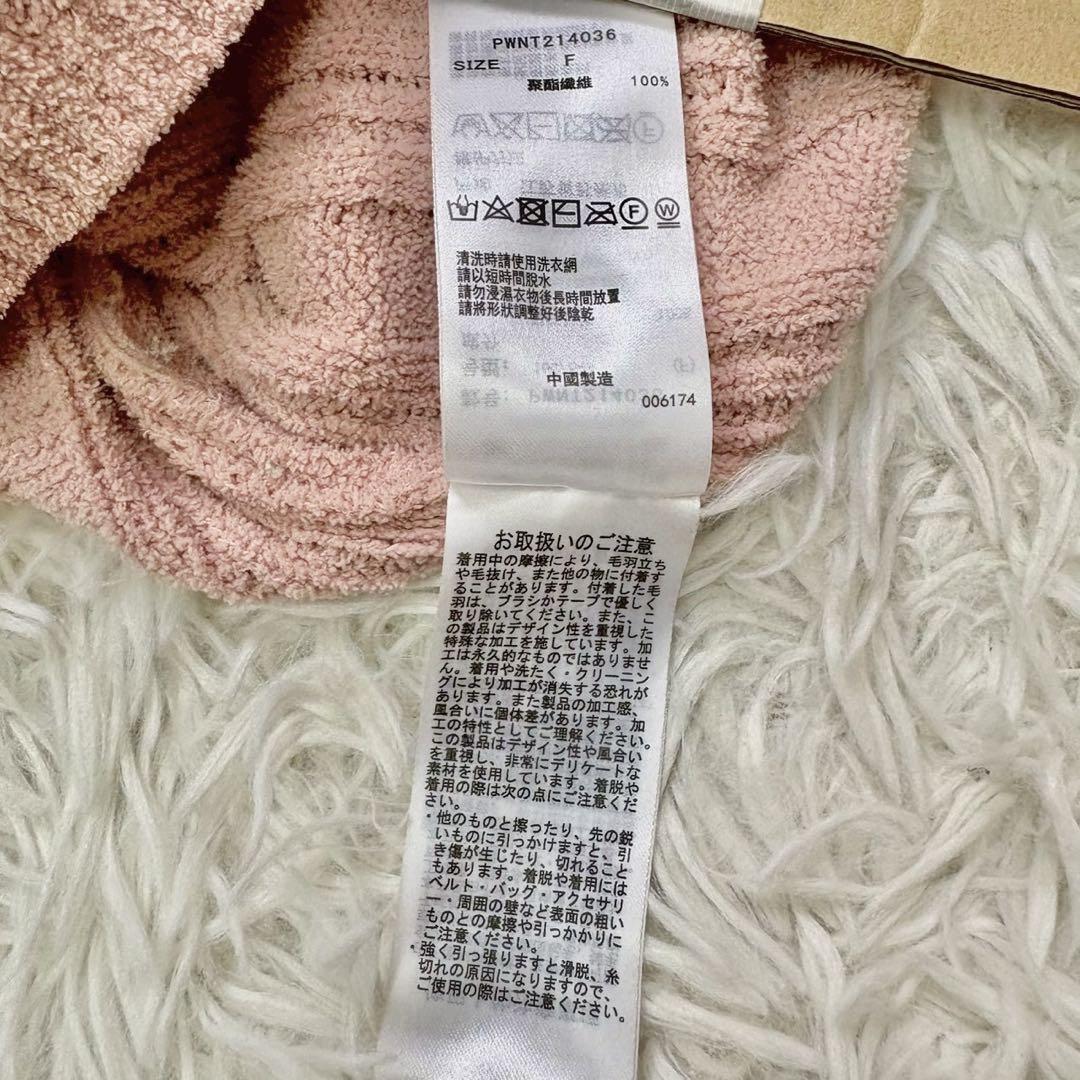 PWNT214036
SIZE F
聚酯纖維 100%
F W
清洗時請使用洗衣網
請以短時間脫水
請勿浸濕衣物後長時間放置
請將形狀調整好後陰乾
中國製造
006174
お取扱いのご注意
着用中の摩擦により、毛羽立ち
や毛抜け、また他の物に付着す
ることがあります。付着した毛
羽は、ブラシかテープで優しく
取り除いてください。また、こ
の製品はデザイン性を重視した
特殊な加工を施しています。加
工は永久的なものではありませ
ん。着用や洗たく・クリーニン
グにより加工が消失する恐れが
あります。また製品の加工感、
風合いに個体差があります。加
工の特性としてご理解ください。
この製品はデザイン性や風合い
を重視し、非常にデリケートな
素材を使用しています。着脱や
着用の際は次の点にご注意くだ
さい。
・他のものと擦ったり、先の鋭
いものに引っかけますと、引
き傷が生じたり、切れること
もあります。着脱や着用には
ベルト・バッグ・アクセサリ
ー・周囲の壁など表面の粗い
ものとの摩擦や引っかかりに
ご注意ください。
・強く引っ張りますと滑脱、糸
切れの原因になりますので、
ご使用の際はご注意ください。